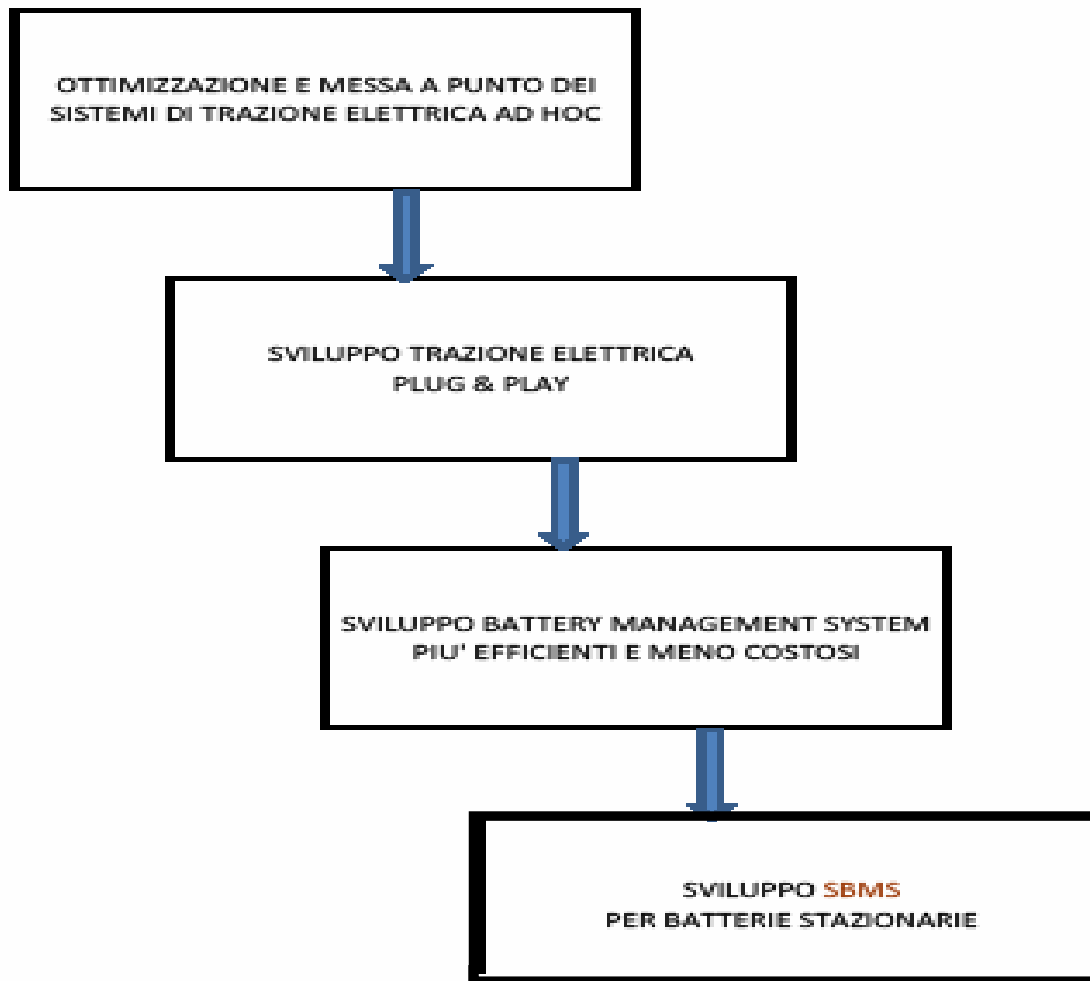 OTTIMIZZAZIONE E MESSA A PUNTO DEI
SISTEMI DI TRAZIONE ELETTRICA AD HOC
SVILUPPO TRAZIONE ELETTRICA
PLUG & PLAY
SVILUPPO BATTERY MANAGEMENT SYSTEM
PIU' EFFICIENTI E MENO COSTOSI
SVILUPPO SBMS
PER BATTERIE STAZIONARIE